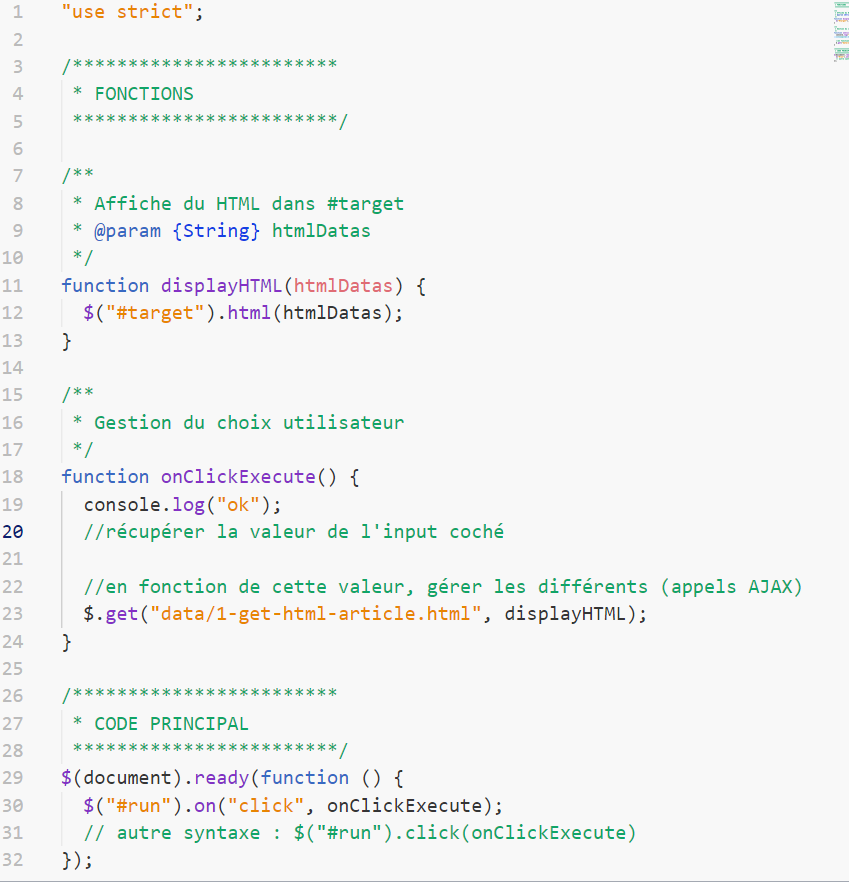 1 "use strict";
2
3 /************************
4 * FONCTIONS
5 ************************/
6
7 /**
8 * Affiche du HTML dans #target
9 * @param {String} htmlDatas
10 */
11 function displayHTML(htmlDatas) {
12 $("#target").html(htmlDatas);
13 }
14
15 /**
16 * Gestion du choix utilisateur
17 */
18 function onClickExecute() {
19 console.log("ok");
20 //récupérer la valeur de l'input coché
21
22 //en fonction de cette valeur, gérer les différents (appels AJAX)
23 $.get("data/1-get-html-article.html", displayHTML);
24 }
25
26 /************************
27 * CODE PRINCIPAL
28 ************************/
29 $(document).ready(function () {
30 $("#run").on("click", onClickExecute);
31 // autre syntaxe : $("#run").click(onClickExecute)
32 });